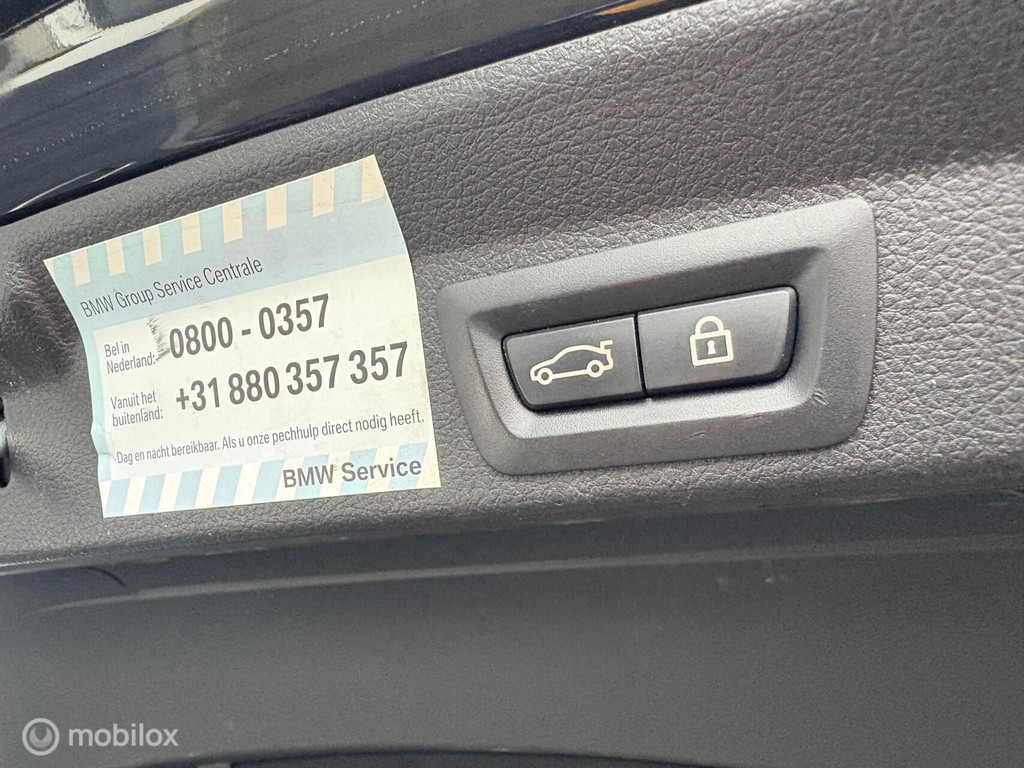 BMW Group Service Centrale
Bel in
Nederland:
0800 - 0357
Vanuit het
buitenland:
+31 880 357 357
Dag en nacht bereikbaar. Als u onze pechhulp direct nodig heeft.
BMW Service
mobilox